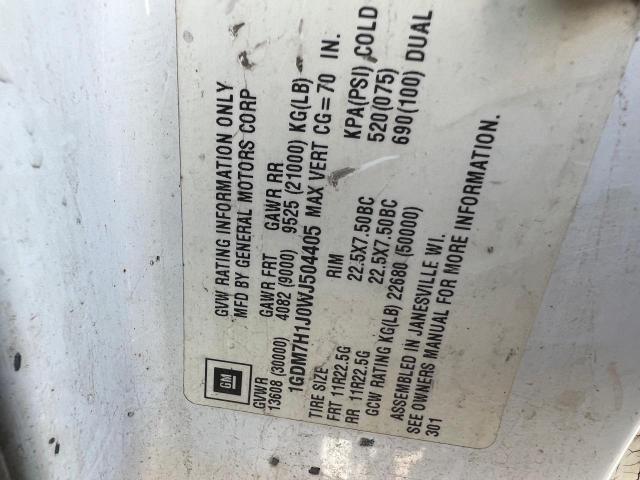 GVW RATING INFORMATION ONLY
MFD BY GENERAL MOTORS CORP
GM
GVWR GAWR FRT GAWR RR
13608 (30000) 4082 (9000) 9525 (21000) KG(LB)
1GDM7H1J0WJ504405 MAX VERT CG=70 IN.
TIRE SIZE RIM KPA(PSI) COLD
FRT 11R22.5G 22.5X7.50BC 520(075)
RR 11R22.5G 22.5X7.50BC 690(100) DUAL
GCW RATING KG(LB) 22680 (50000)
ASSEMBLED IN JANESVILLE WI.
SEE OWNERS MANUAL FOR MORE INFORMATION.
301